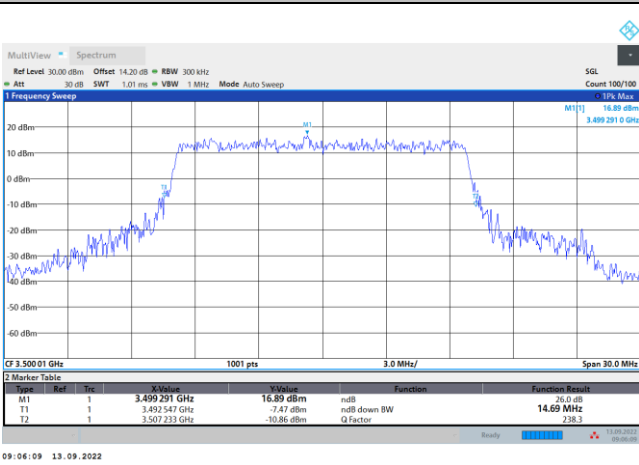 MultiView Spectrum
Ref Level 30.00 dBm Offset 14.20 dB RBW 300 kHz SGL
Att 30 dB SWT 1.01 ms VBW 1 MHz Mode Auto Sweep Count 100/100
1 Frequency Sweep 1Pk Max
M1[1] 16.89 dBm
3.499 291 0 GHz
M1
20 dBm
10 dBm
0 dBm
T1
T2
-10 dBm
-20 dBm
-30 dBm
-40 dBm
-50 dBm
-60 dBm
CF 3.500 01 GHz 1001 pts 3.0 MHz/ Span 30.0 MHz
2 Marker Table
Type Ref Trc X-Value Y-Value Function Function Result
M1 1 3.499 291 GHz 16.89 dBm ndB 26.0 dB
T1 1 3.492 547 GHz -7.47 dBm ndB down BW 14.69 MHz
T2 1 3.507 233 GHz -10.86 dBm Q Factor 238.3
Ready 13.09.2022
09:06:09
09:06:09 13.09.2022